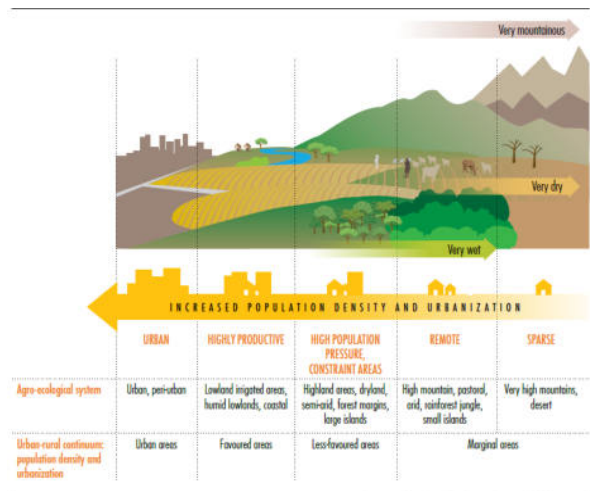 Very mountainous
Very dry
Very wet
INCREASED POPULATION DENSITY AND URBANIZATION
URBAN
HIGHLY PRODUCTIVE
HIGH POPULATION
PRESSURE,
CONSTRAINT AREAS
REMOTE
SPARSE
Agro-ecological system
Urban, peri-urban
Lowland irrigated areas,
humid lowlands, coastal
Highland areas, dryland,
semi-arid, forest margins,
large islands
High mountain, pastoral,
arid, rainforest jungle,
small islands
Very high mountains,
desert
Urban-rural continuum:
population density and
urbanization
Urban areas
Favoured areas
Less-favoured areas
Marginal areas